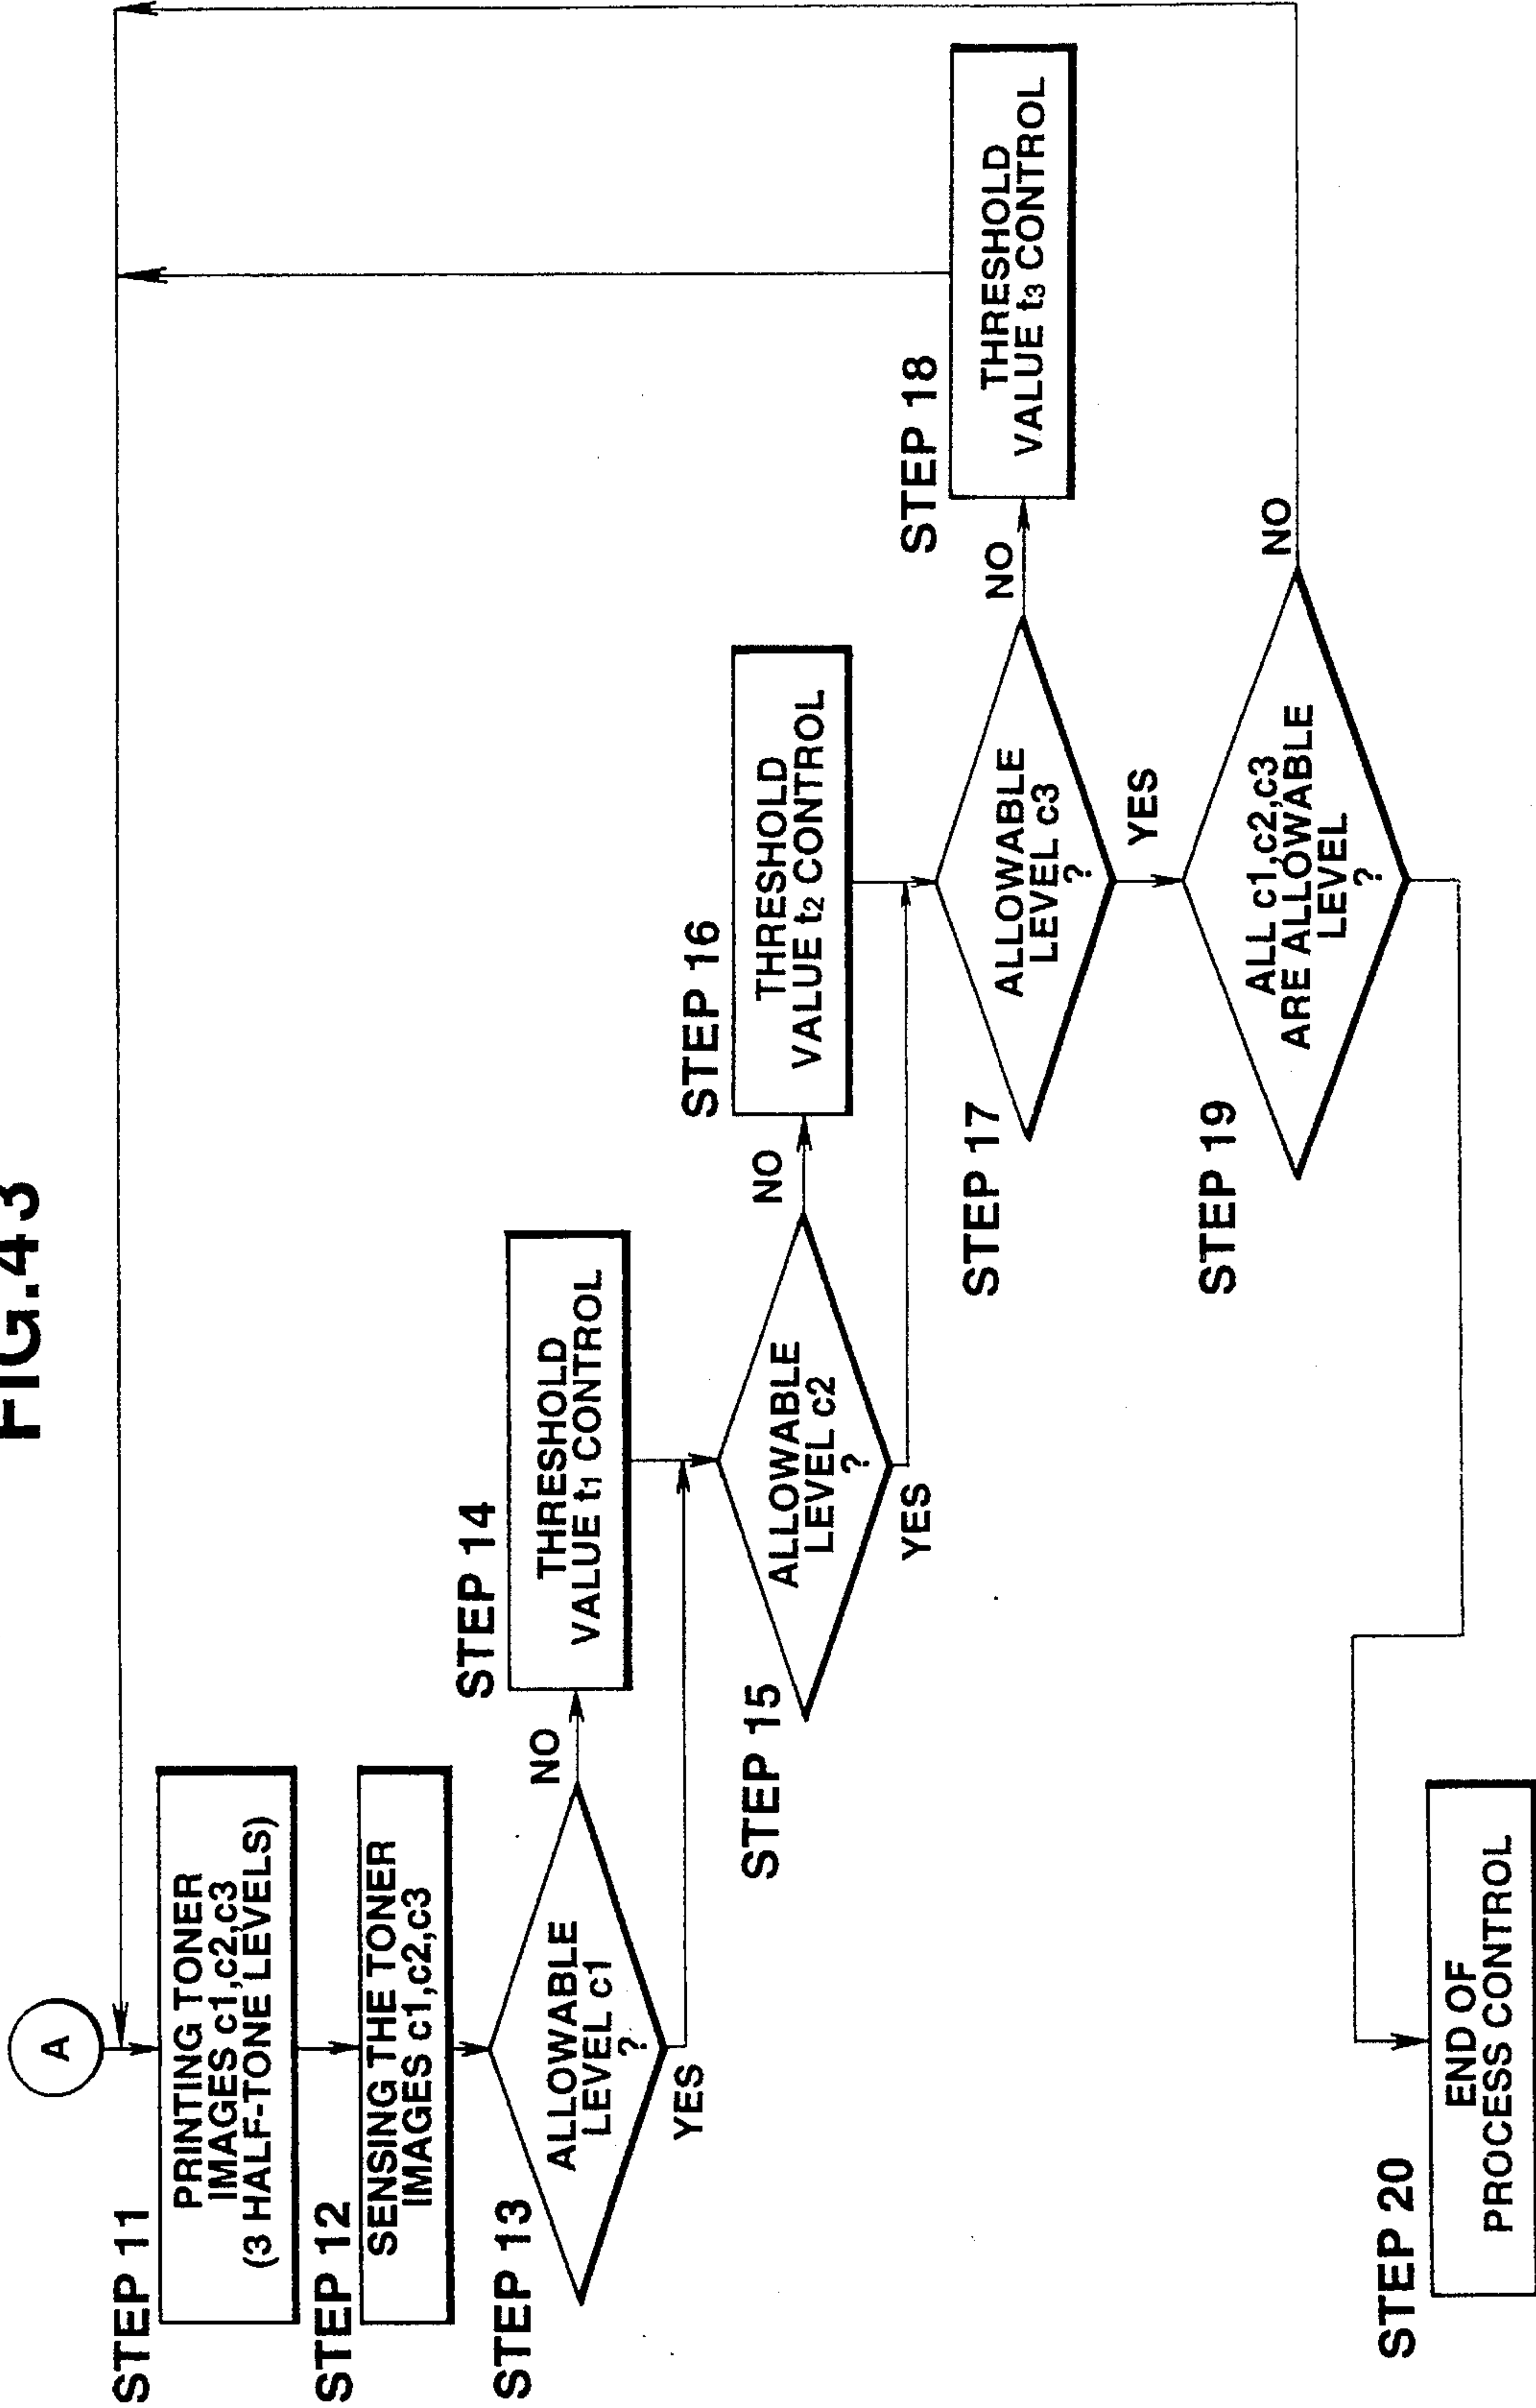 FIG.43
A
STEP 11
PRINTING TONER
IMAGES c1,c2,c3
(3 HALF-TONE LEVELS)
STEP 12
SENSING THE TONER
IMAGES c1,c2,c3
STEP 13
ALLOWABLE
LEVEL c1
?
NO
YES
STEP 14
THRESHOLD
VALUE t1 CONTROL
STEP 15
ALLOWABLE
LEVEL c2
?
NO
YES
STEP 16
THRESHOLD
VALUE t2 CONTROL
STEP 17
ALLOWABLE
LEVEL c3
?
NO
YES
STEP 18
THRESHOLD
VALUE t3 CONTROL
STEP 19
ALL c1,c2,c3
ARE ALLOWABLE
LEVEL
?
NO
STEP 20
END OF
PROCESS CONTROL